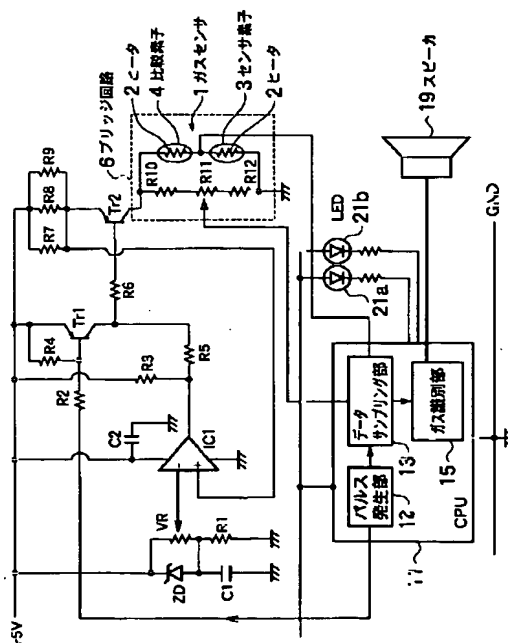 +5V
R9
R8
R7
Tr2
R6
Tr1
R4
R2
R3
R5
C2
IC1
VR
ZD
R1
C1
6 ブリッジ回路
2 ヒータ
4 比較素子
1 ガスセンサ
3 センサ素子
2 ヒータ
R10
R11
R12
LED
21b
21a
19 スピーカ
GND
データ
サンプリング部
13
パルス
発生部
12
ガス識別部
15
CPU